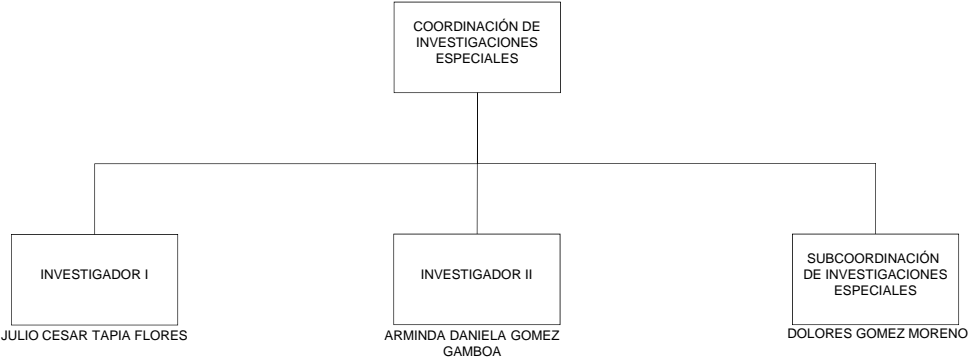 COORDINACIÓN DE
INVESTIGACIONES
ESPECIALES
INVESTIGADOR I
JULIO CESAR TAPIA FLORES
INVESTIGADOR II
ARMINDA DANIELA GOMEZ
GAMBOA
SUBCOORDINACIÓN
DE INVESTIGACIONES
ESPECIALES
DOLORES GOMEZ MORENO